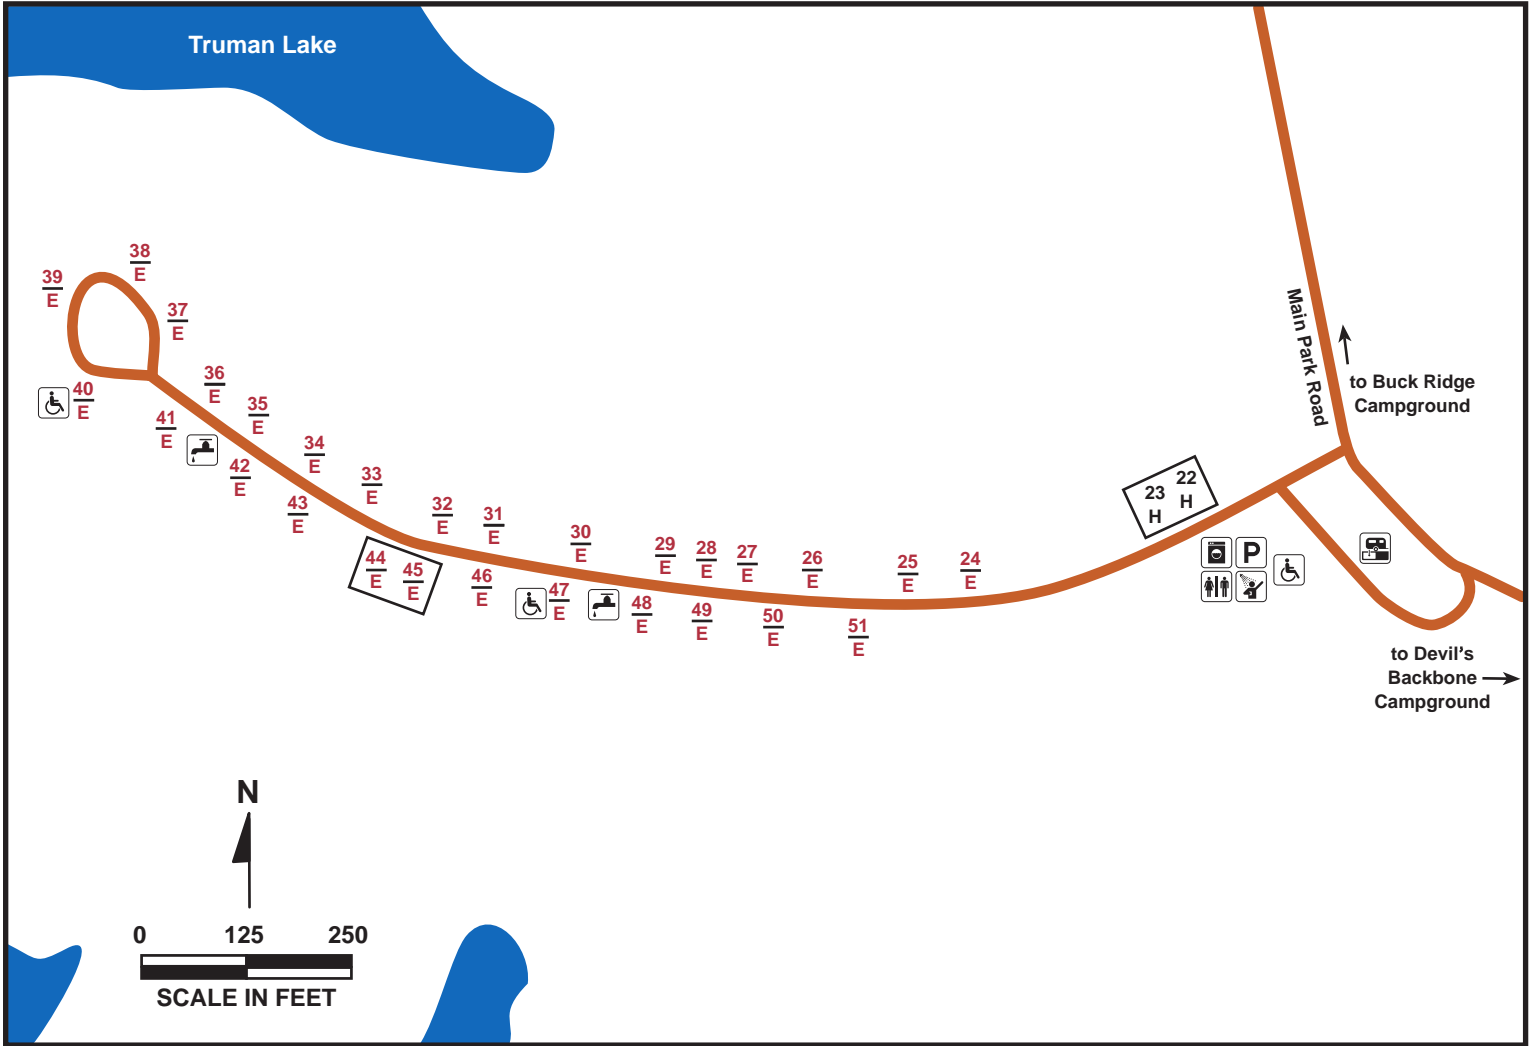 Truman Lake
38
E
39
E
37
E
36
E
40
E
35
E
41
E
34
E
42
E
33
E
43
E
32
E
31
E
30
E
29
E
28
E
27
E
26
E
25
E
24
E
23
H
22
H
44
E
45
E
46
E
47
E
48
E
49
E
50
E
51
E
P
Main Park Road
to Buck Ridge
Campground
to Devil's
Backbone
Campground
N
0 125 250
SCALE IN FEET